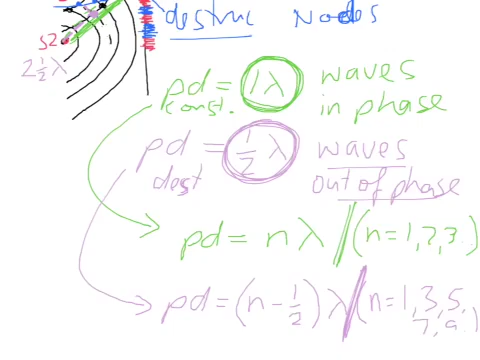 destruc Nodes
S2
2½λ
pd = 1λ waves
const. in phase
pd = ½λ waves
dest out of phase
pd = nλ (n=1,2,3
pd = (n-½)λ (n=1,3,5,
7,9.)